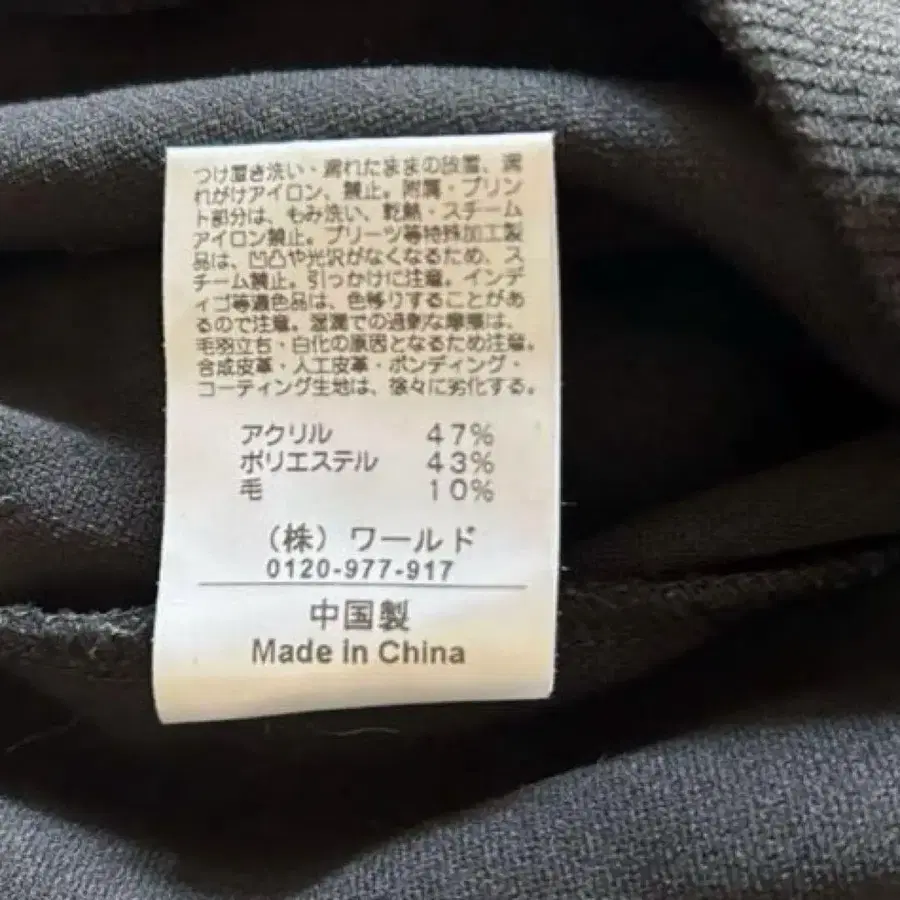 つけ置き洗い・濡れたままの放置、濡
れがけアイロン、禁止。附属・プリン
ト部分は、もみ洗い、乾熱・スチーム
アイロン禁止。プリーツ等特殊加工製
品は、凹凸や光沢がなくなるため、ス
チーム禁止。引っかけに注意。インデ
ィゴ等濃色品は、色移りすることがあ
るので注意。湿潤での過剰な摩擦は、
毛羽立ち・白化の原因となるため注意。
合成皮革・人工皮革・ボンディング・
コーティング生地は、徐々に劣化する。
アクリル 47%
ポリエステル 43%
毛 10%
(株)ワールド
0120-977-917
中国製
Made in China